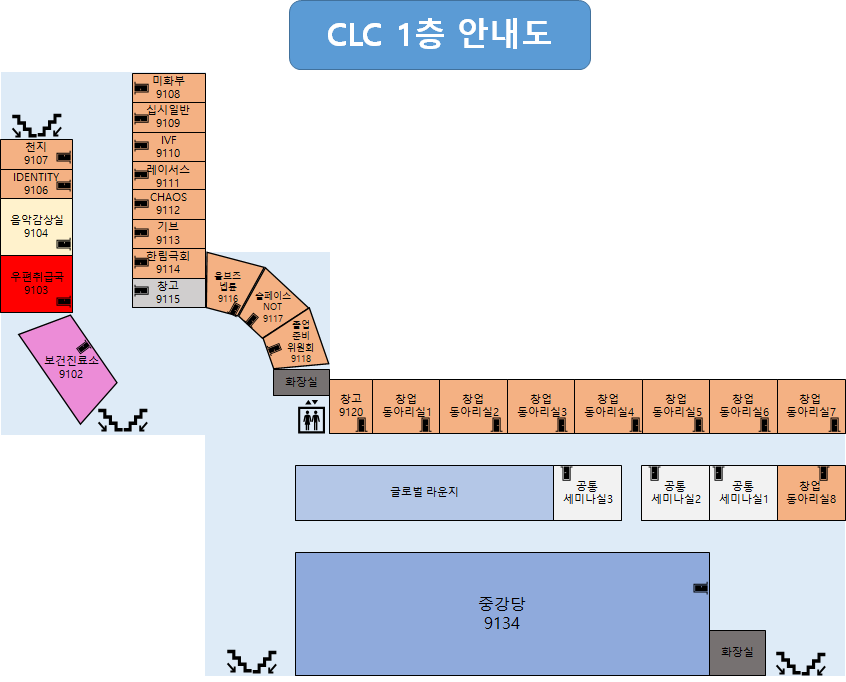 CLC 1층 안내도
미화부
9108
십시일반
9109
IVF
9110
레이서스
9111
CHAOS
9112
기브
9113
한림극회
9114
창고
9115
천지
9107
IDENTITY
9106
음악감상실
9104
우편취급국
9103
보건진료소
9102
울브즈
넵튠
9116
슬페이스
NOT
9117
졸업
준비
위원회
9118
화장실
창고
9120
창업
동아리실1
창업
동아리실2
창업
동아리실3
창업
동아리실4
창업
동아리실5
창업
동아리실6
창업
동아리실7
글로벌 라운지
공통
세미나실3
공통
세미나실2
공통
세미나실1
창업
동아리실8
중강당
9134
화장실